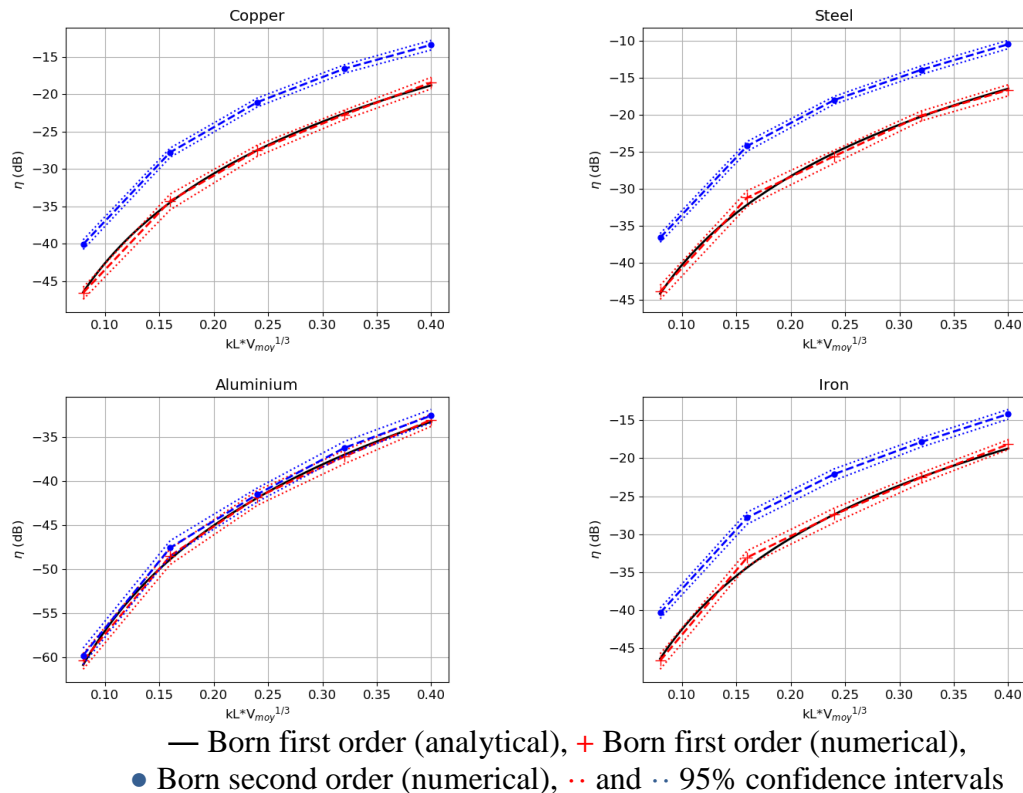 Copper
η (dB)
−15
−20
−25
−30
−35
−40
−45
0.10 0.15 0.20 0.25 0.30 0.35 0.40
kL*Vmoy1/3
Steel
η (dB)
−10
−15
−20
−25
−30
−35
−40
−45
0.10 0.15 0.20 0.25 0.30 0.35 0.40
kL*Vmoy1/3
Aluminium
η (dB)
−35
−40
−45
−50
−55
−60
0.10 0.15 0.20 0.25 0.30 0.35 0.40
kL*Vmoy1/3
Iron
η (dB)
−15
−20
−25
−30
−35
−40
−45
0.10 0.15 0.20 0.25 0.30 0.35 0.40
kL*Vmoy1/3
— Born first order (analytical), + Born first order (numerical),
● Born second order (numerical), ·· and ·· 95% confidence intervals